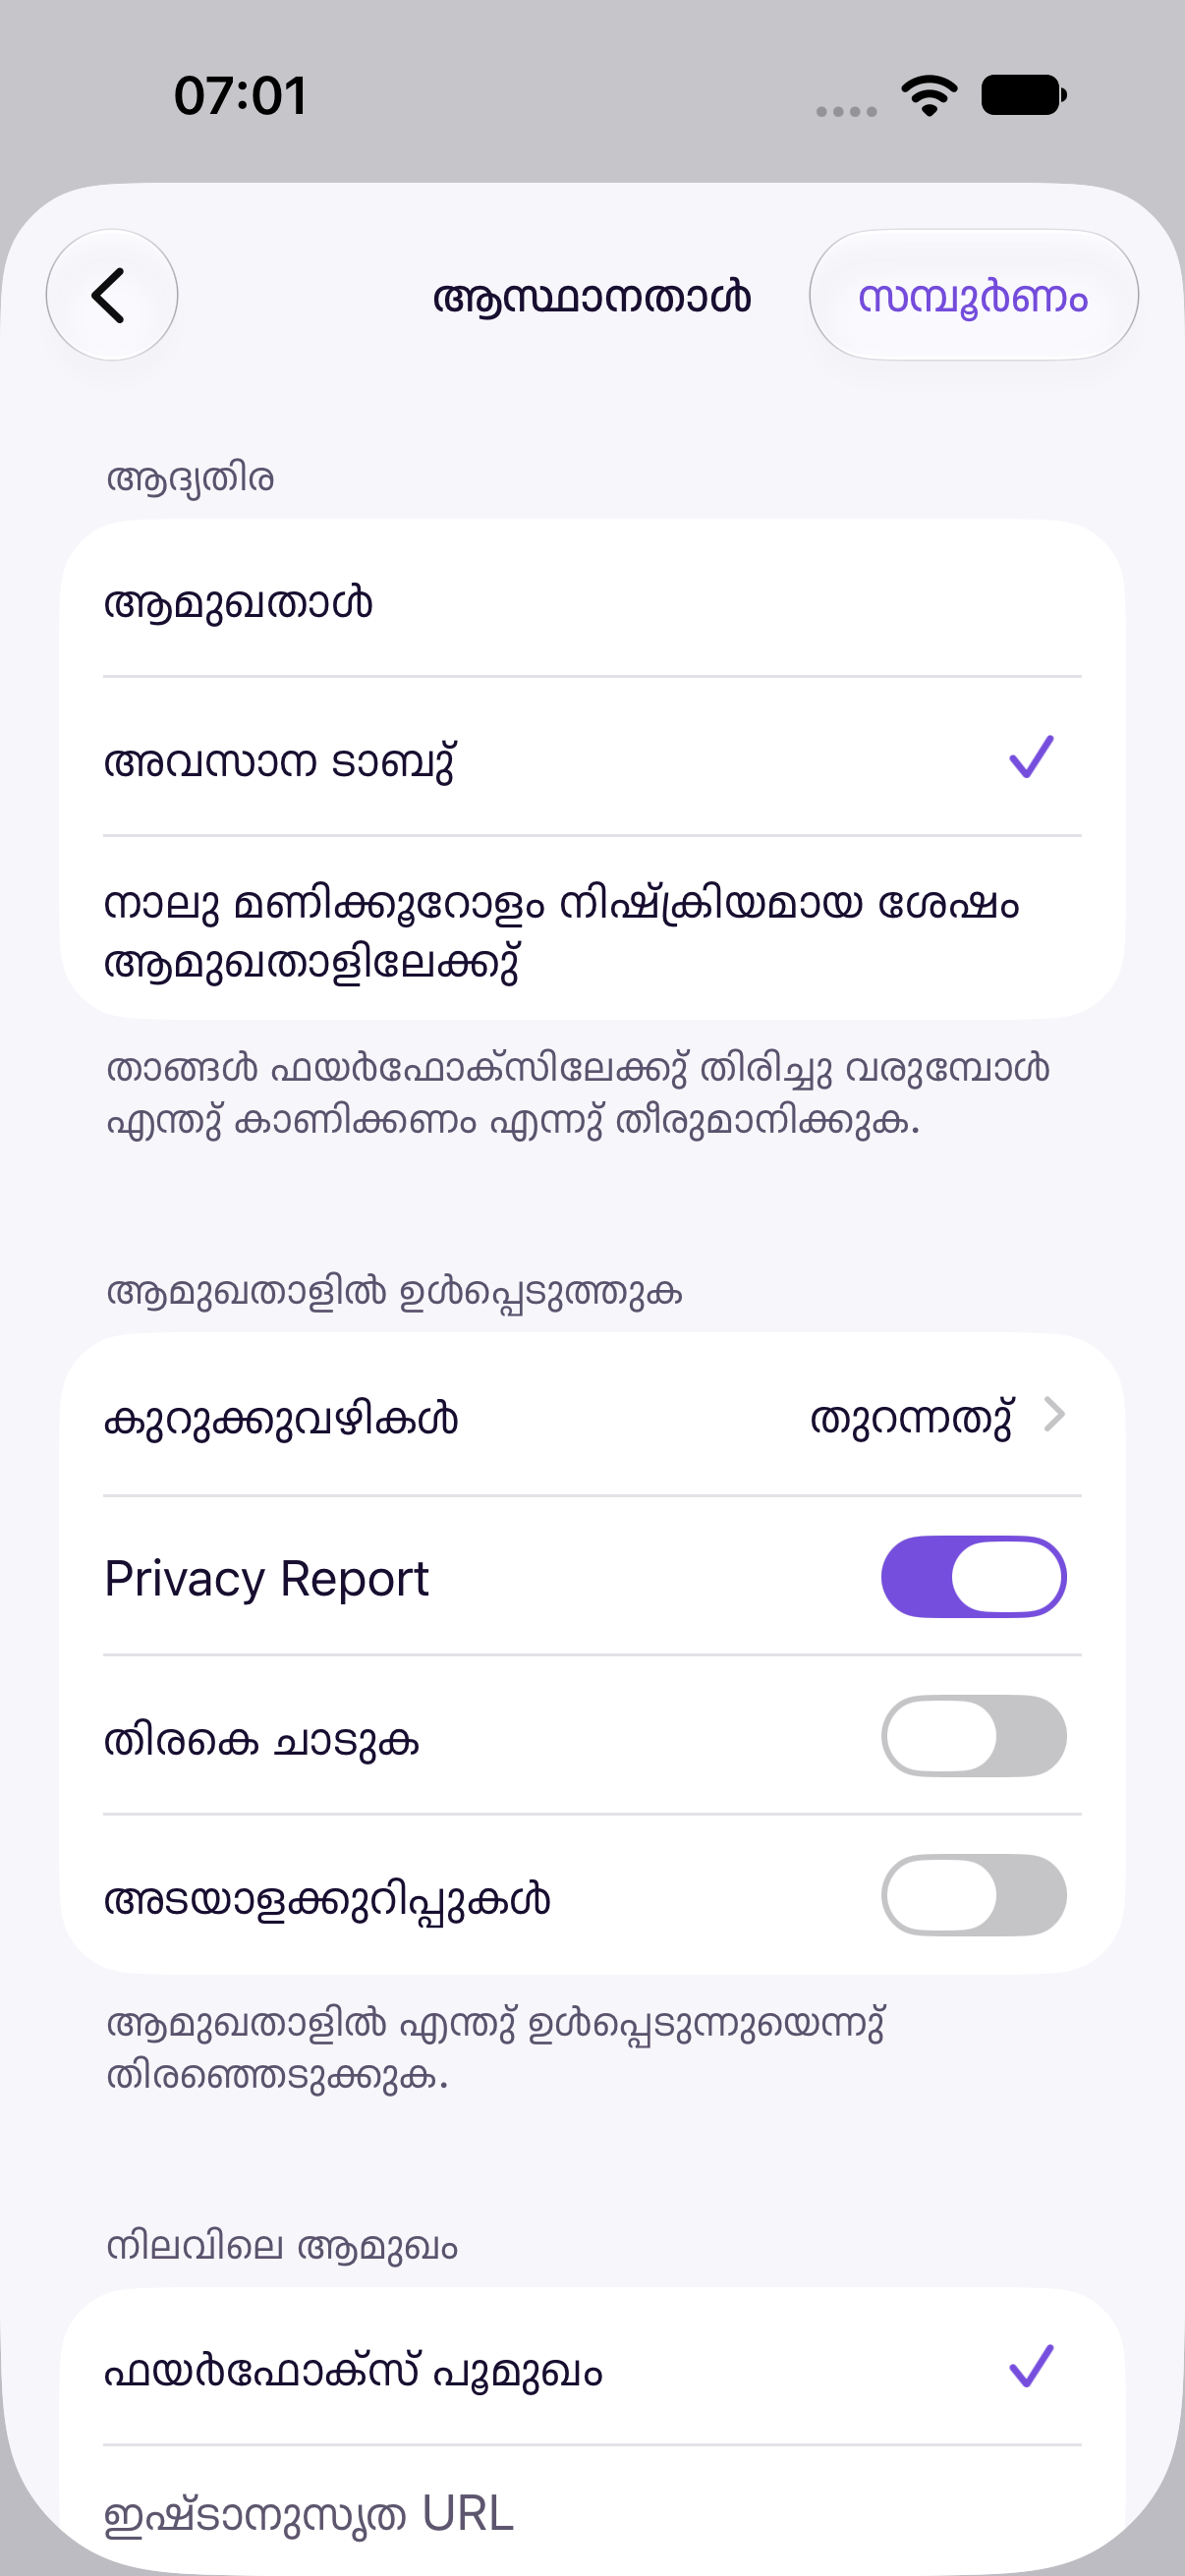 07:01
ആസ്ഥാനതാൾ
സമ്പൂർണം
ആദ്യതിര
ആമുഖതാൾ
അവസാന ടാബു്
നാലു മണിക്കൂറോളം നിഷ്ക്രിയമായ ശേഷം
ആമുഖതാളിലേക്കു്
താങ്ങൾ ഫയർഫോക്സിലേക്കു് തിരിച്ചു വരുമ്പോൾ
എന്തു് കാണിക്കണം എന്നു് തീരുമാനിക്കുക.
ആമുഖതാളിൽ ഉൾപ്പെടുത്തുക
കുറുക്കുവഴികൾ
തുറന്നതു്
Privacy Report
തിരകെ ചാടുക
അടയാളക്കുറിപ്പുകൾ
ആമുഖതാളിൽ എന്തു് ഉൾപ്പെടുന്നുയെന്നു്
തിരഞ്ഞെടുക്കുക.
നിലവിലെ ആമുഖം
ഫയർഫോക്സ് പൂമുഖം
ഇഷ്ടാനുസൃത URL